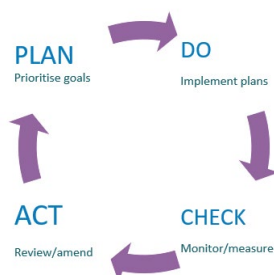 PLAN
Prioritise goals
DO
Implement plans
ACT
Review/amend
CHECK
Monitor/measure